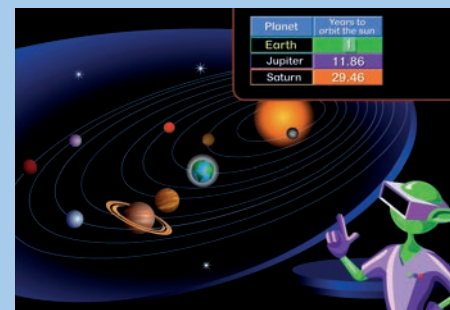 Planet Years to
orbit the sun
Earth 1
Jupiter 11.86
Saturn 29.46